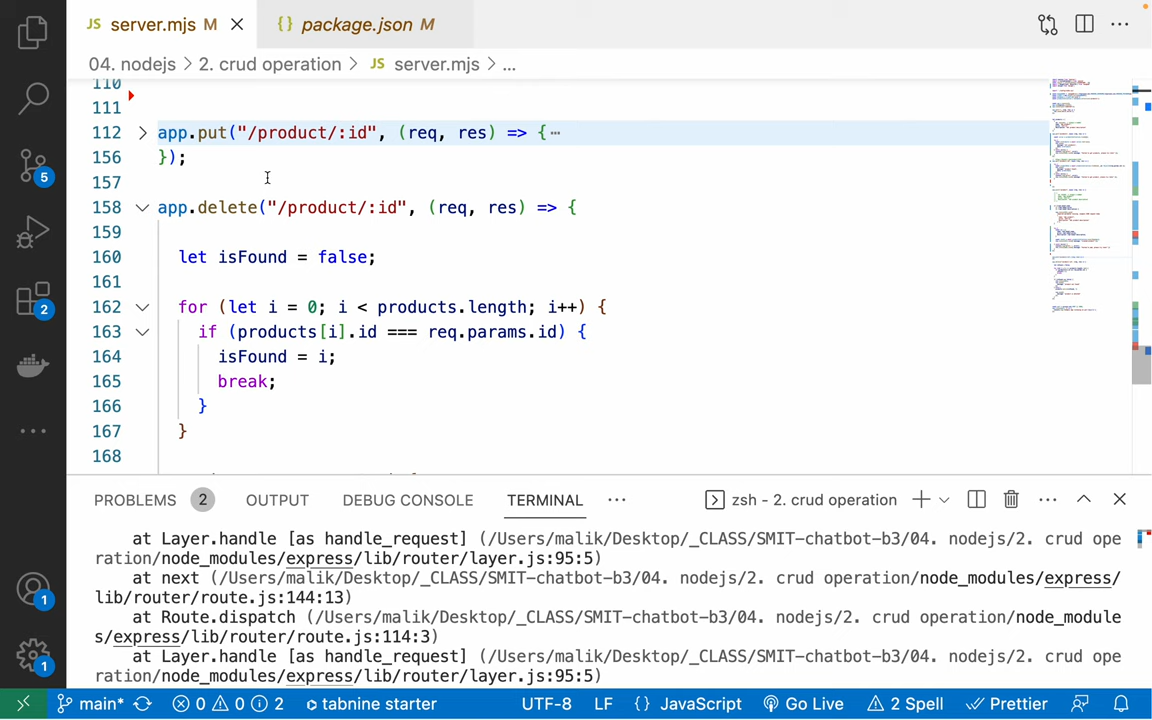 JS server.mjs M
{} package.json M
04. nodejs > 2. crud operation > JS server.mjs > ...
110
111
112 app.put("/product/:id", (req, res) => {⋯
156 });
157
158 app.delete("/product/:id", (req, res) => {
159
160 let isFound = false;
161
162 for (let i = 0; i < products.length; i++) {
163 if (products[i].id === req.params.id) {
164 isFound = i;
165 break;
166 }
167 }
168
5
2
1
1
PROBLEMS 2 OUTPUT DEBUG CONSOLE TERMINAL ⋯ zsh - 2. crud operation
at Layer.handle [as handle_request] (/Users/malik/Desktop/_CLASS/SMIT-chatbot-b3/04. nodejs/2. crud ope
ration/node_modules/express/lib/router/layer.js:95:5)
at next (/Users/malik/Desktop/_CLASS/SMIT-chatbot-b3/04. nodejs/2. crud operation/node_modules/express/
lib/router/route.js:144:13)
at Route.dispatch (/Users/malik/Desktop/_CLASS/SMIT-chatbot-b3/04. nodejs/2. crud operation/node_module
s/express/lib/router/route.js:114:3)
at Layer.handle [as handle_request] (/Users/malik/Desktop/_CLASS/SMIT-chatbot-b3/04. nodejs/2. crud ope
ration/node_modules/express/lib/router/layer.js:95:5)
main* 0 0 2 tabnine starter UTF-8 LF {} JavaScript Go Live 2 Spell Prettier